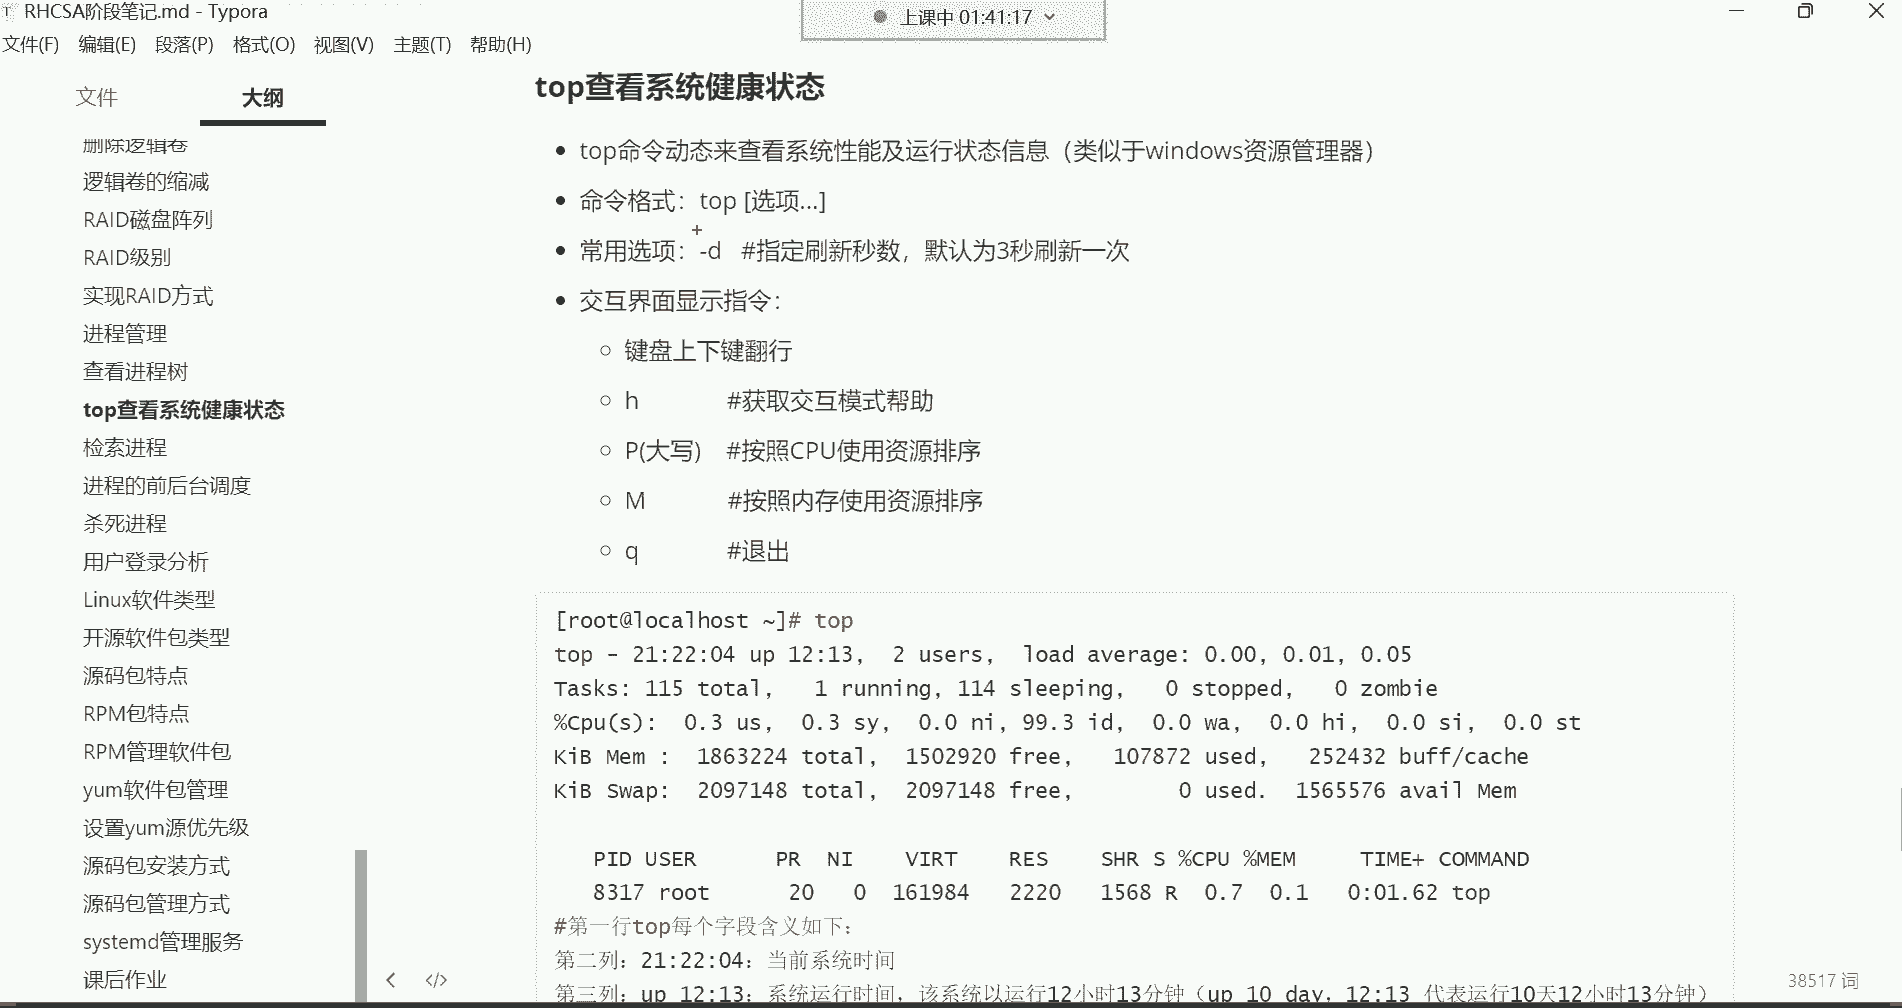 RHCSA阶段笔记.md - Typora
上课中 01:41:17
文件(F) 编辑(E) 段落(P) 格式(O) 视图(V) 主题(T) 帮助(H)
文件 大纲
删除逻辑卷
逻辑卷的缩减
RAID磁盘阵列
RAID级别
实现RAID方式
进程管理
查看进程树
top查看系统健康状态
检索进程
进程的前后台调度
杀死进程
用户登录分析
Linux软件类型
开源软件包类型
源码包特点
RPM包特点
RPM管理软件包
yum软件包管理
设置yum源优先级
源码包安装方式
源码包管理方式
systemd管理服务
课后作业
top查看系统健康状态
top命令动态来查看系统性能及运行状态信息（类似于windows资源管理器）
命令格式：top [选项...]
常用选项：-d #指定刷新秒数，默认为3秒刷新一次
交互界面显示指令：
键盘上下键翻行
h #获取交互模式帮助
P(大写) #按照CPU使用资源排序
M #按照内存使用资源排序
q #退出
[root@localhost ~]# top
top - 21:22:04 up 12:13, 2 users, load average: 0.00, 0.01, 0.05
Tasks: 115 total, 1 running, 114 sleeping, 0 stopped, 0 zombie
%Cpu(s): 0.3 us, 0.3 sy, 0.0 ni, 99.3 id, 0.0 wa, 0.0 hi, 0.0 si, 0.0 st
KiB Mem : 1863224 total, 1502920 free, 107872 used, 252432 buff/cache
KiB Swap: 2097148 total, 2097148 free, 0 used. 1565576 avail Mem
PID USER PR NI VIRT RES SHR S %CPU %MEM TIME+ COMMAND
8317 root 20 0 161984 2220 1568 R 0.7 0.1 0:01.62 top
#第一行top每个字段含义如下：
第二列：21:22:04：当前系统时间
第三列：up 12:13：系统运行时间，该系统以运行12小时13分钟（up 10 day，12:13 代表运行10天12小时13分钟）
38517 词